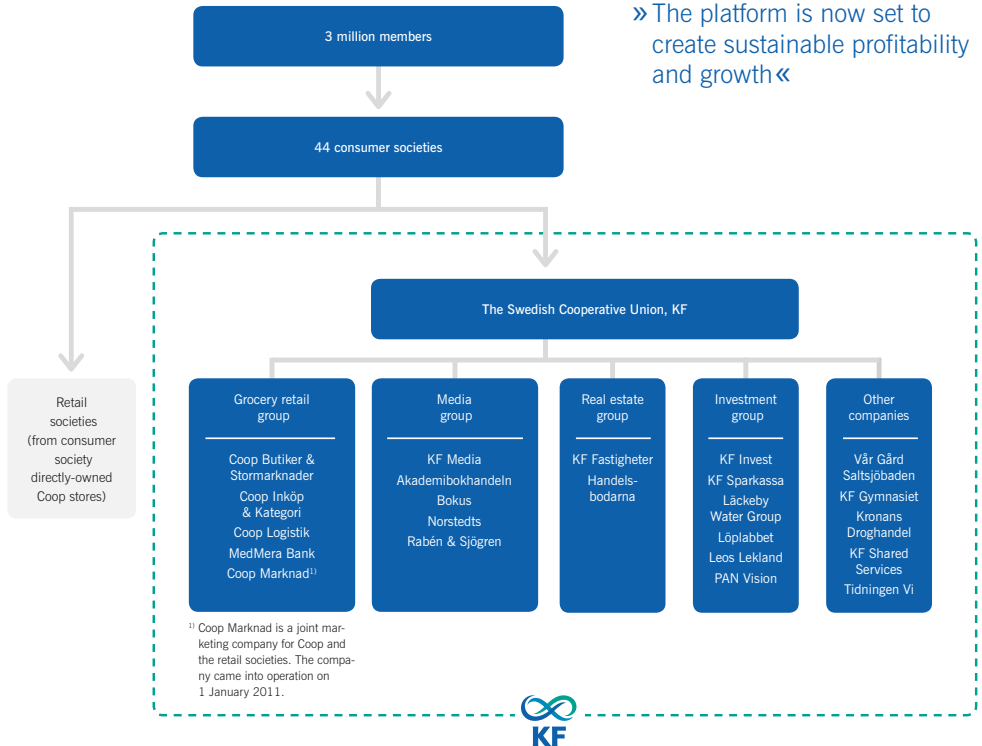 3 million members
» The platform is now set to
create sustainable profitability
and growth «
44 consumer societies
The Swedish Cooperative Union, KF
Retail
societies
(from consumer
society
directly-owned
Coop stores)
Grocery retail
group
Coop Butiker &
Stormarknader
Coop Inköp
& Kategori
Coop Logistik
MedMera Bank
Coop Marknad¹⁾
Media
group
KF Media
Akademibokhandeln
Bokus
Norstedts
Rabén & Sjögren
Real estate
group
KF Fastigheter
Handels-
bodarna
Investment
group
KF Invest
KF Sparkassa
Läckeby
Water Group
Löplabbet
Leos Lekland
PAN Vision
Other
companies
Vår Gård
Saltsjöbaden
KF Gymnasiet
Kronans
Droghandel
KF Shared
Services
Tidningen Vi
¹⁾ Coop Marknad is a joint mar-
keting company for Coop and
the retail societies. The compa-
ny came into operation on
1 January 2011.
KF